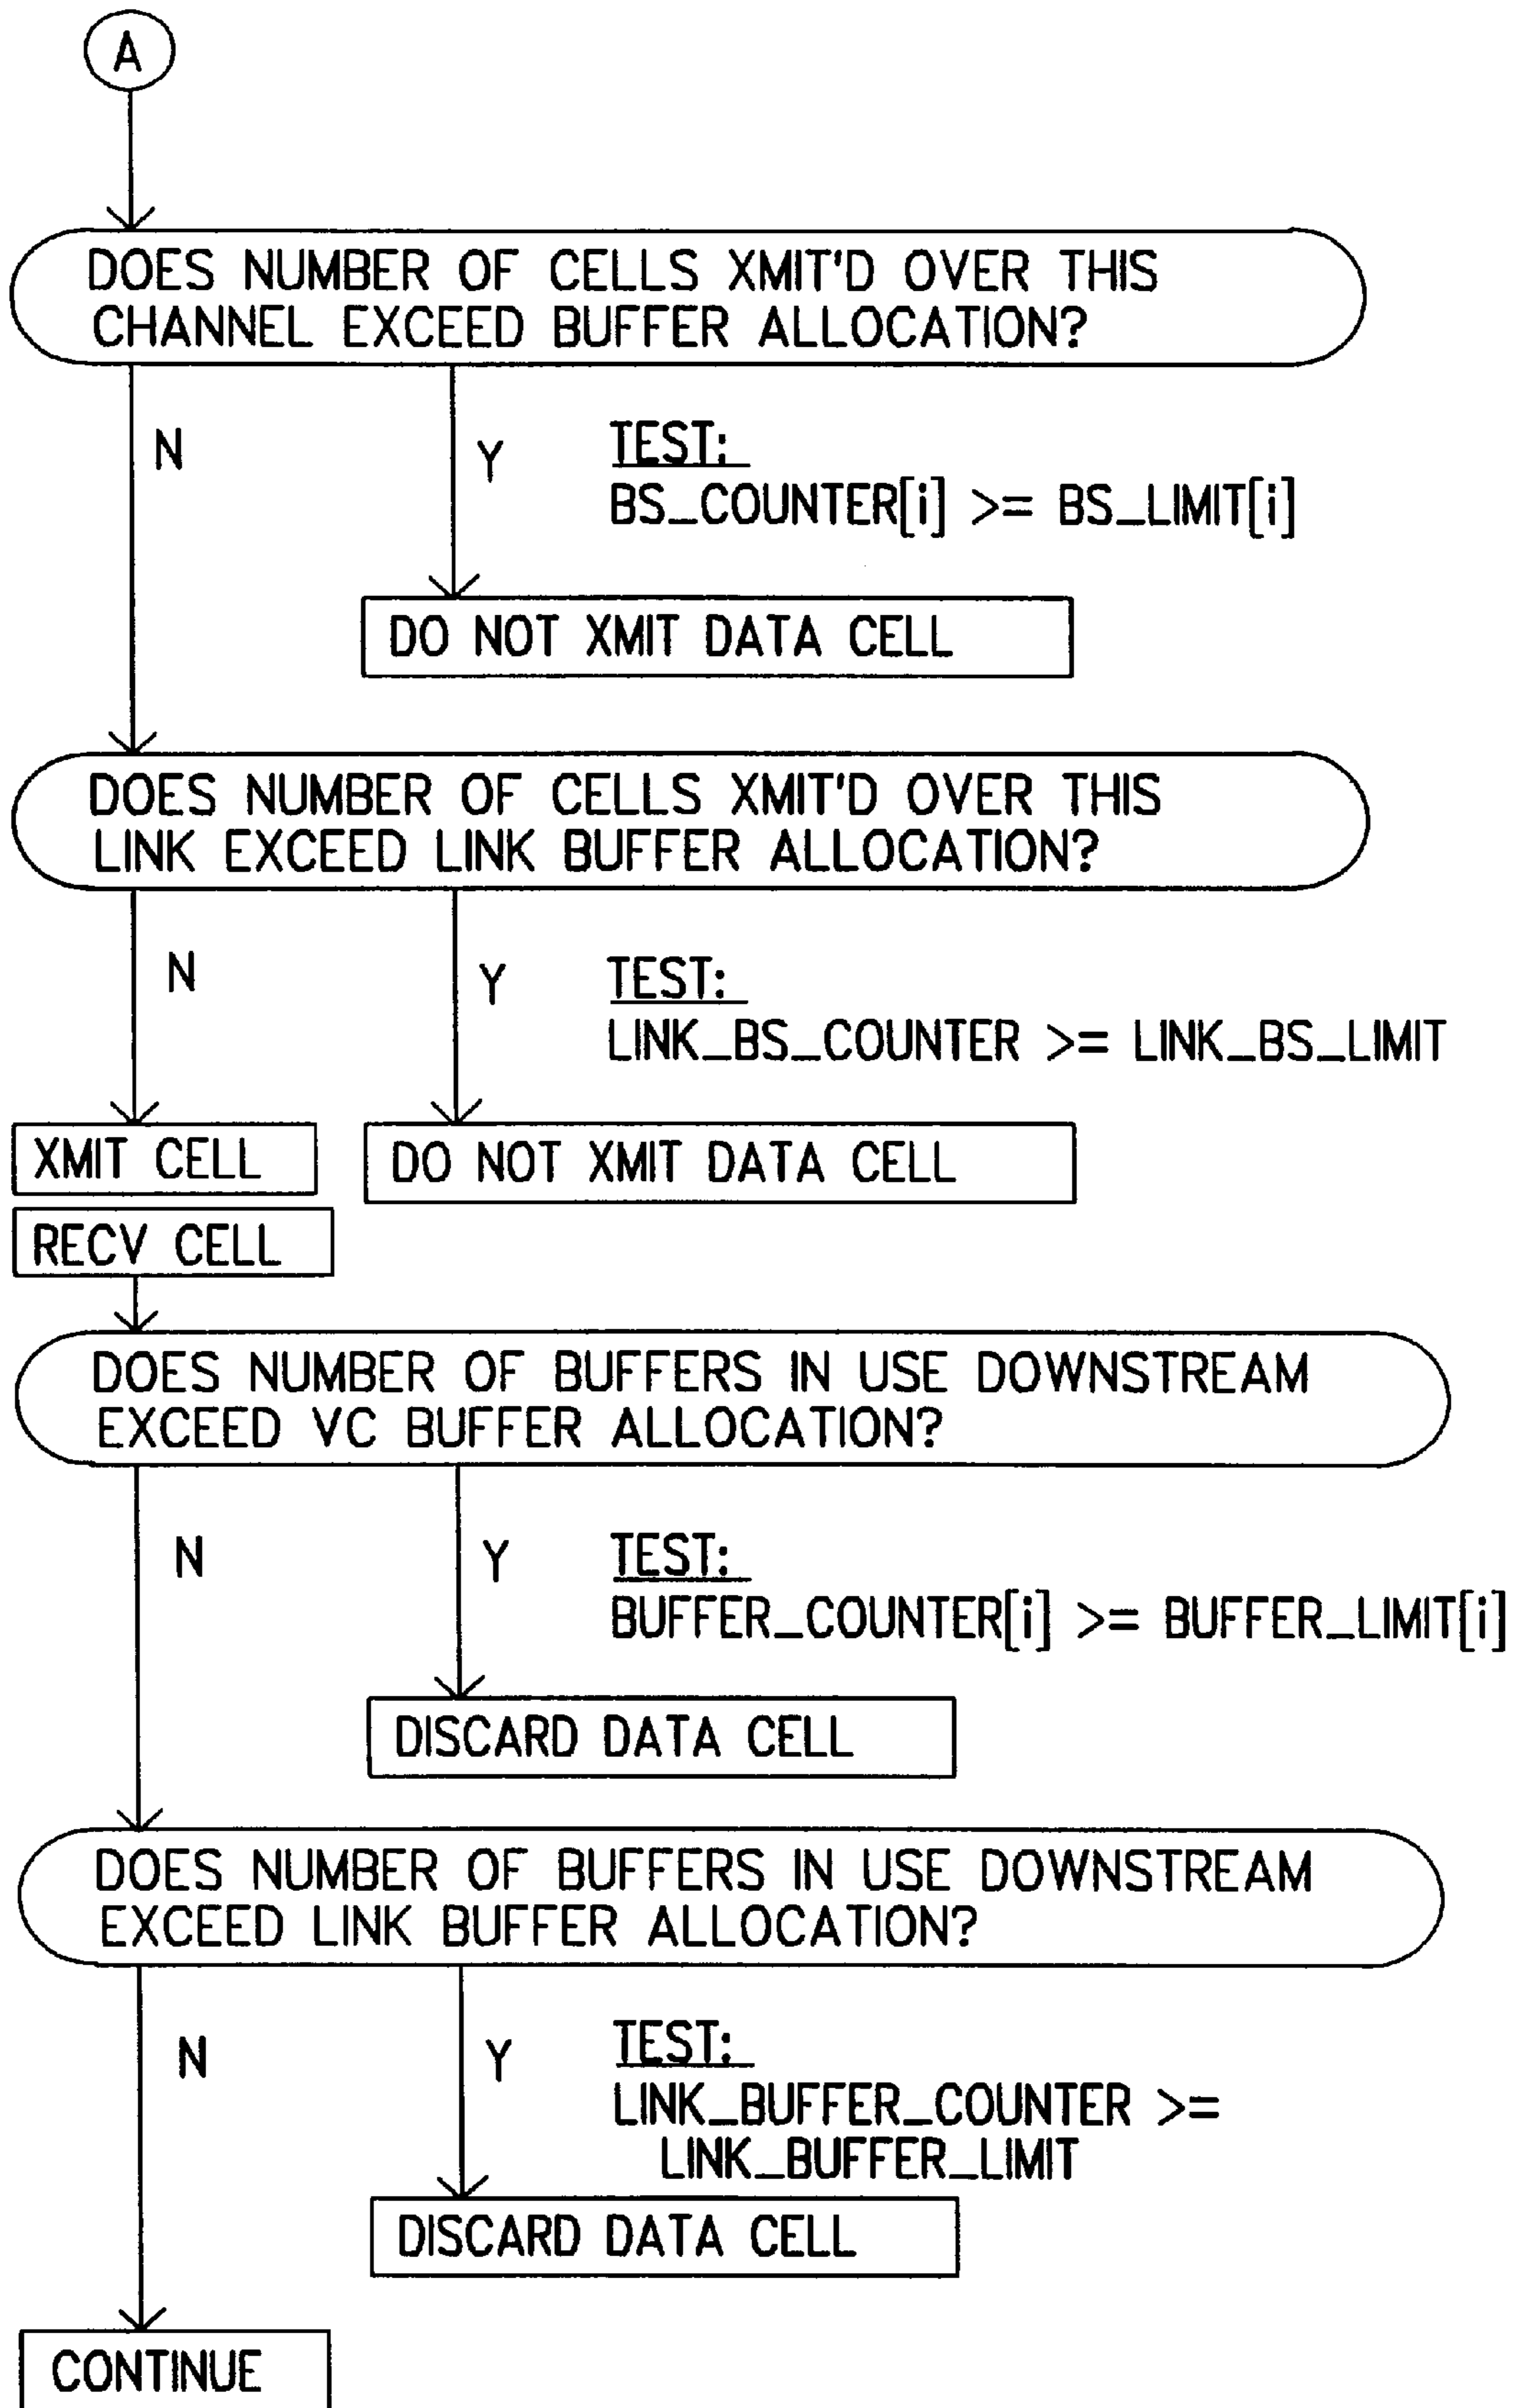 A
DOES NUMBER OF CELLS XMIT'D OVER THIS
CHANNEL EXCEED BUFFER ALLOCATION?
N
Y
TEST:
BS_COUNTER[i] >= BS_LIMIT[i]
DO NOT XMIT DATA CELL
DOES NUMBER OF CELLS XMIT'D OVER THIS
LINK EXCEED LINK BUFFER ALLOCATION?
N
Y
TEST:
LINK_BS_COUNTER >= LINK_BS_LIMIT
XMIT CELL
DO NOT XMIT DATA CELL
RECV CELL
DOES NUMBER OF BUFFERS IN USE DOWNSTREAM
EXCEED VC BUFFER ALLOCATION?
N
Y
TEST:
BUFFER_COUNTER[i] >= BUFFER_LIMIT[i]
DISCARD DATA CELL
DOES NUMBER OF BUFFERS IN USE DOWNSTREAM
EXCEED LINK BUFFER ALLOCATION?
N
Y
TEST:
LINK_BUFFER_COUNTER >=
LINK_BUFFER_LIMIT
DISCARD DATA CELL
CONTINUE